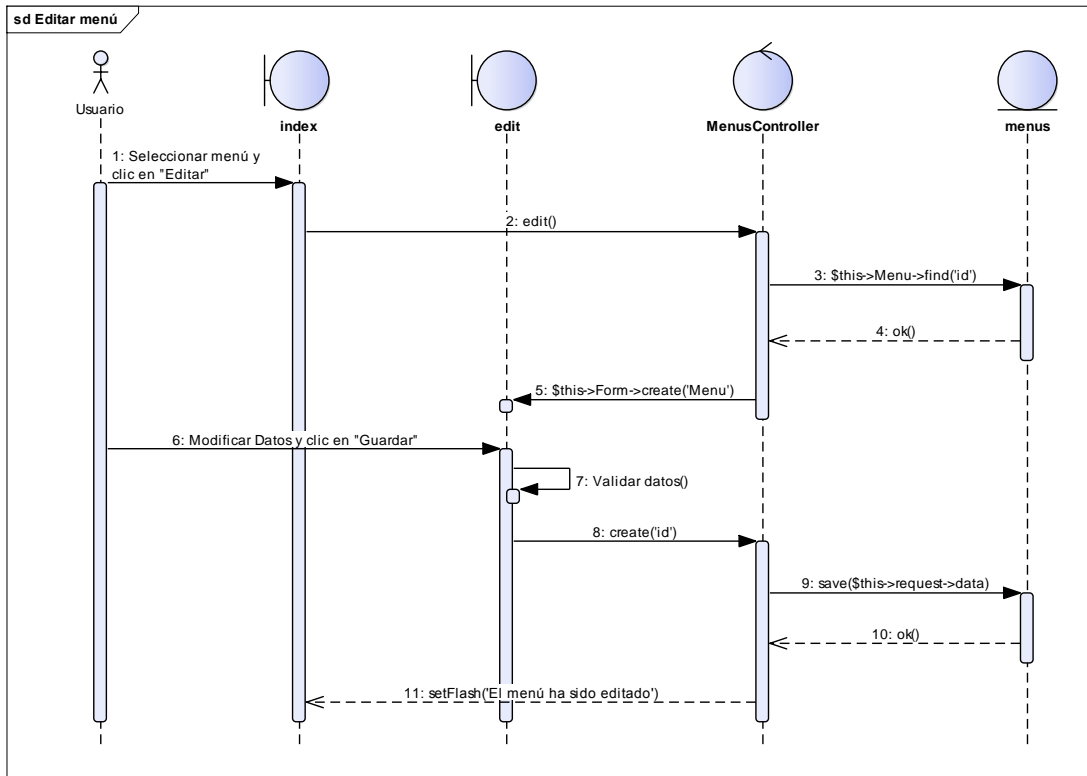 sd Editar menú
Usuario
index
edit
MenusController
menus
1: Seleccionar menú y
clic en "Editar"
2: edit()
3: $this->Menu->find('id')
4: ok()
5: $this->Form->create('Menu')
6: Modificar Datos y clic en "Guardar"
7: Validar datos()
8: create('id')
9: save($this->request->data)
10: ok()
11: setFlash('El menú ha sido editado')